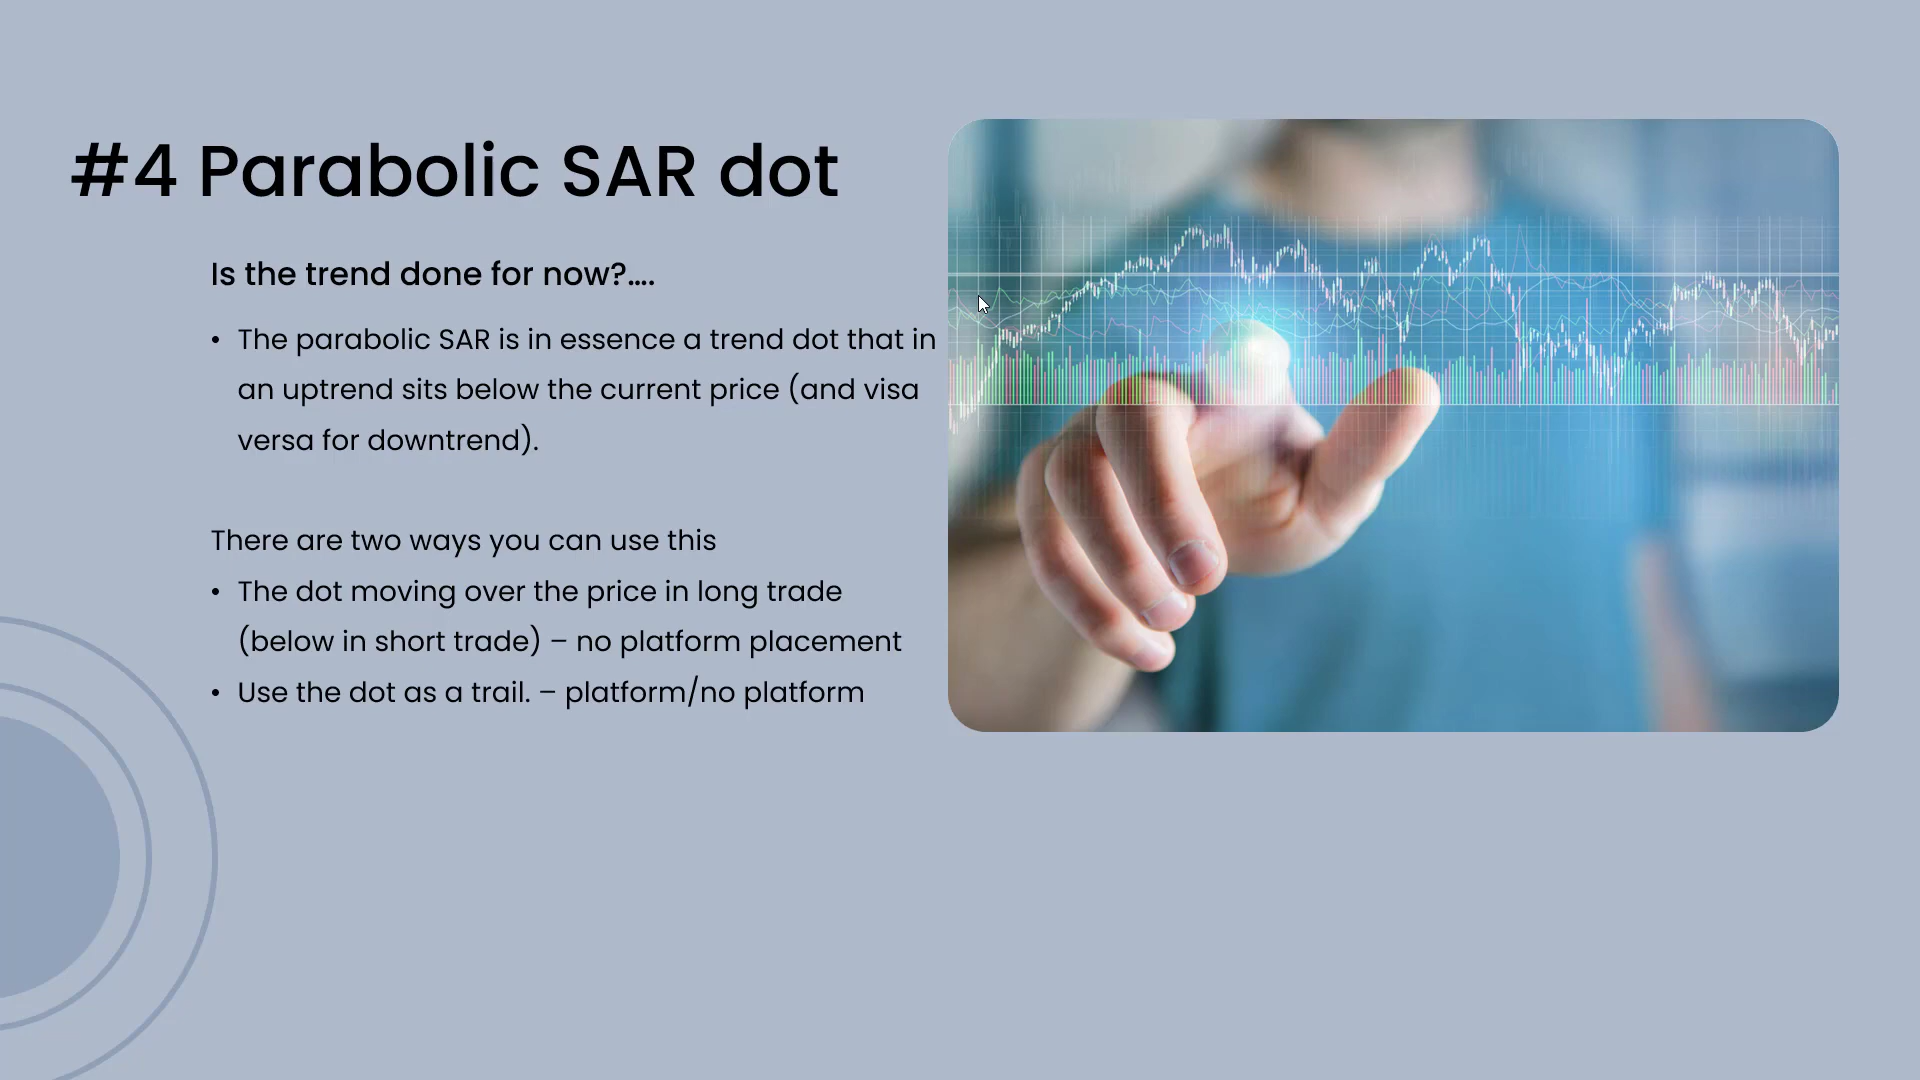 #4 Parabolic SAR dot
Is the trend done for now?....
• The parabolic SAR is in essence a trend dot that in
an uptrend sits below the current price (and visa
versa for downtrend).
There are two ways you can use this
• The dot moving over the price in long trade
(below in short trade) – no platform placement
• Use the dot as a trail. – platform/no platform